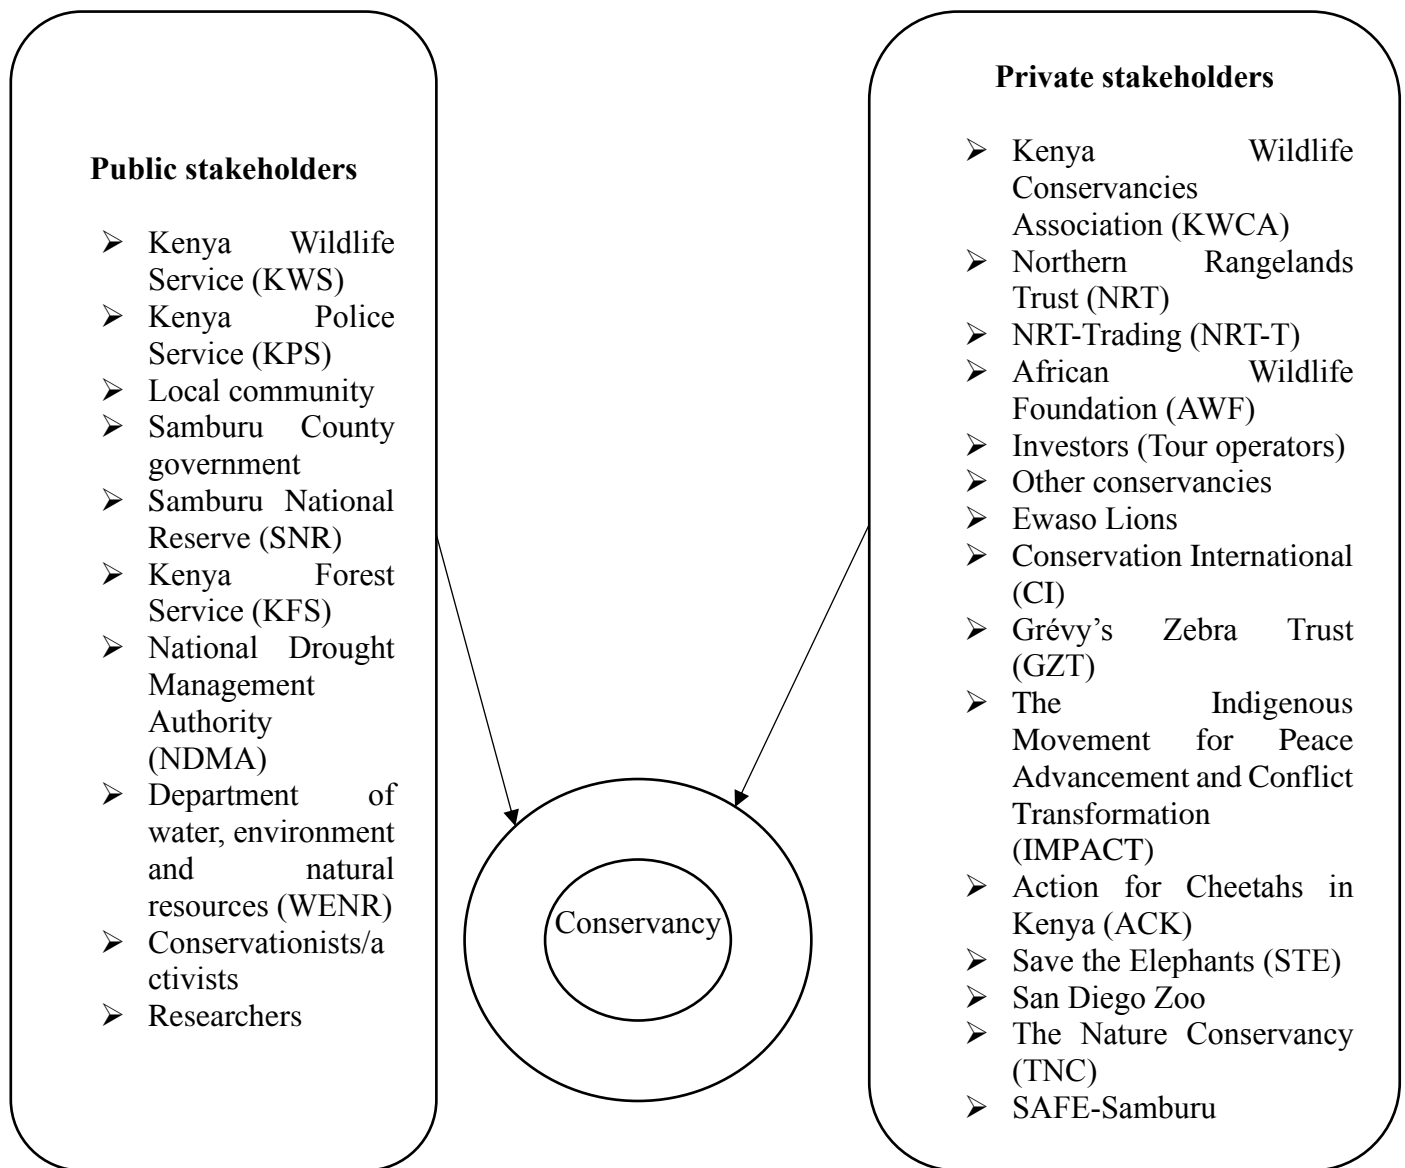 Public stakeholders
➢ Kenya Wildlife
Service (KWS)
➢ Kenya Police
Service (KPS)
➢ Local community
➢ Samburu County
government
➢ Samburu National
Reserve (SNR)
➢ Kenya Forest
Service (KFS)
➢ National Drought
Management
Authority
(NDMA)
➢ Department of
water, environment
and natural
resources (WENR)
➢ Conservationists/a
ctivists
➢ Researchers
Conservancy
Private stakeholders
➢ Kenya Wildlife
Conservancies
Association (KWCA)
➢ Northern Rangelands
Trust (NRT)
➢ NRT-Trading (NRT-T)
➢ African Wildlife
Foundation (AWF)
➢ Investors (Tour operators)
➢ Other conservancies
➢ Ewaso Lions
➢ Conservation International
(CI)
➢ Grévy’s Zebra Trust
(GZT)
➢ The Indigenous
Movement for Peace
Advancement and Conflict
Transformation
(IMPACT)
➢ Action for Cheetahs in
Kenya (ACK)
➢ Save the Elephants (STE)
➢ San Diego Zoo
➢ The Nature Conservancy
(TNC)
➢ SAFE-Samburu